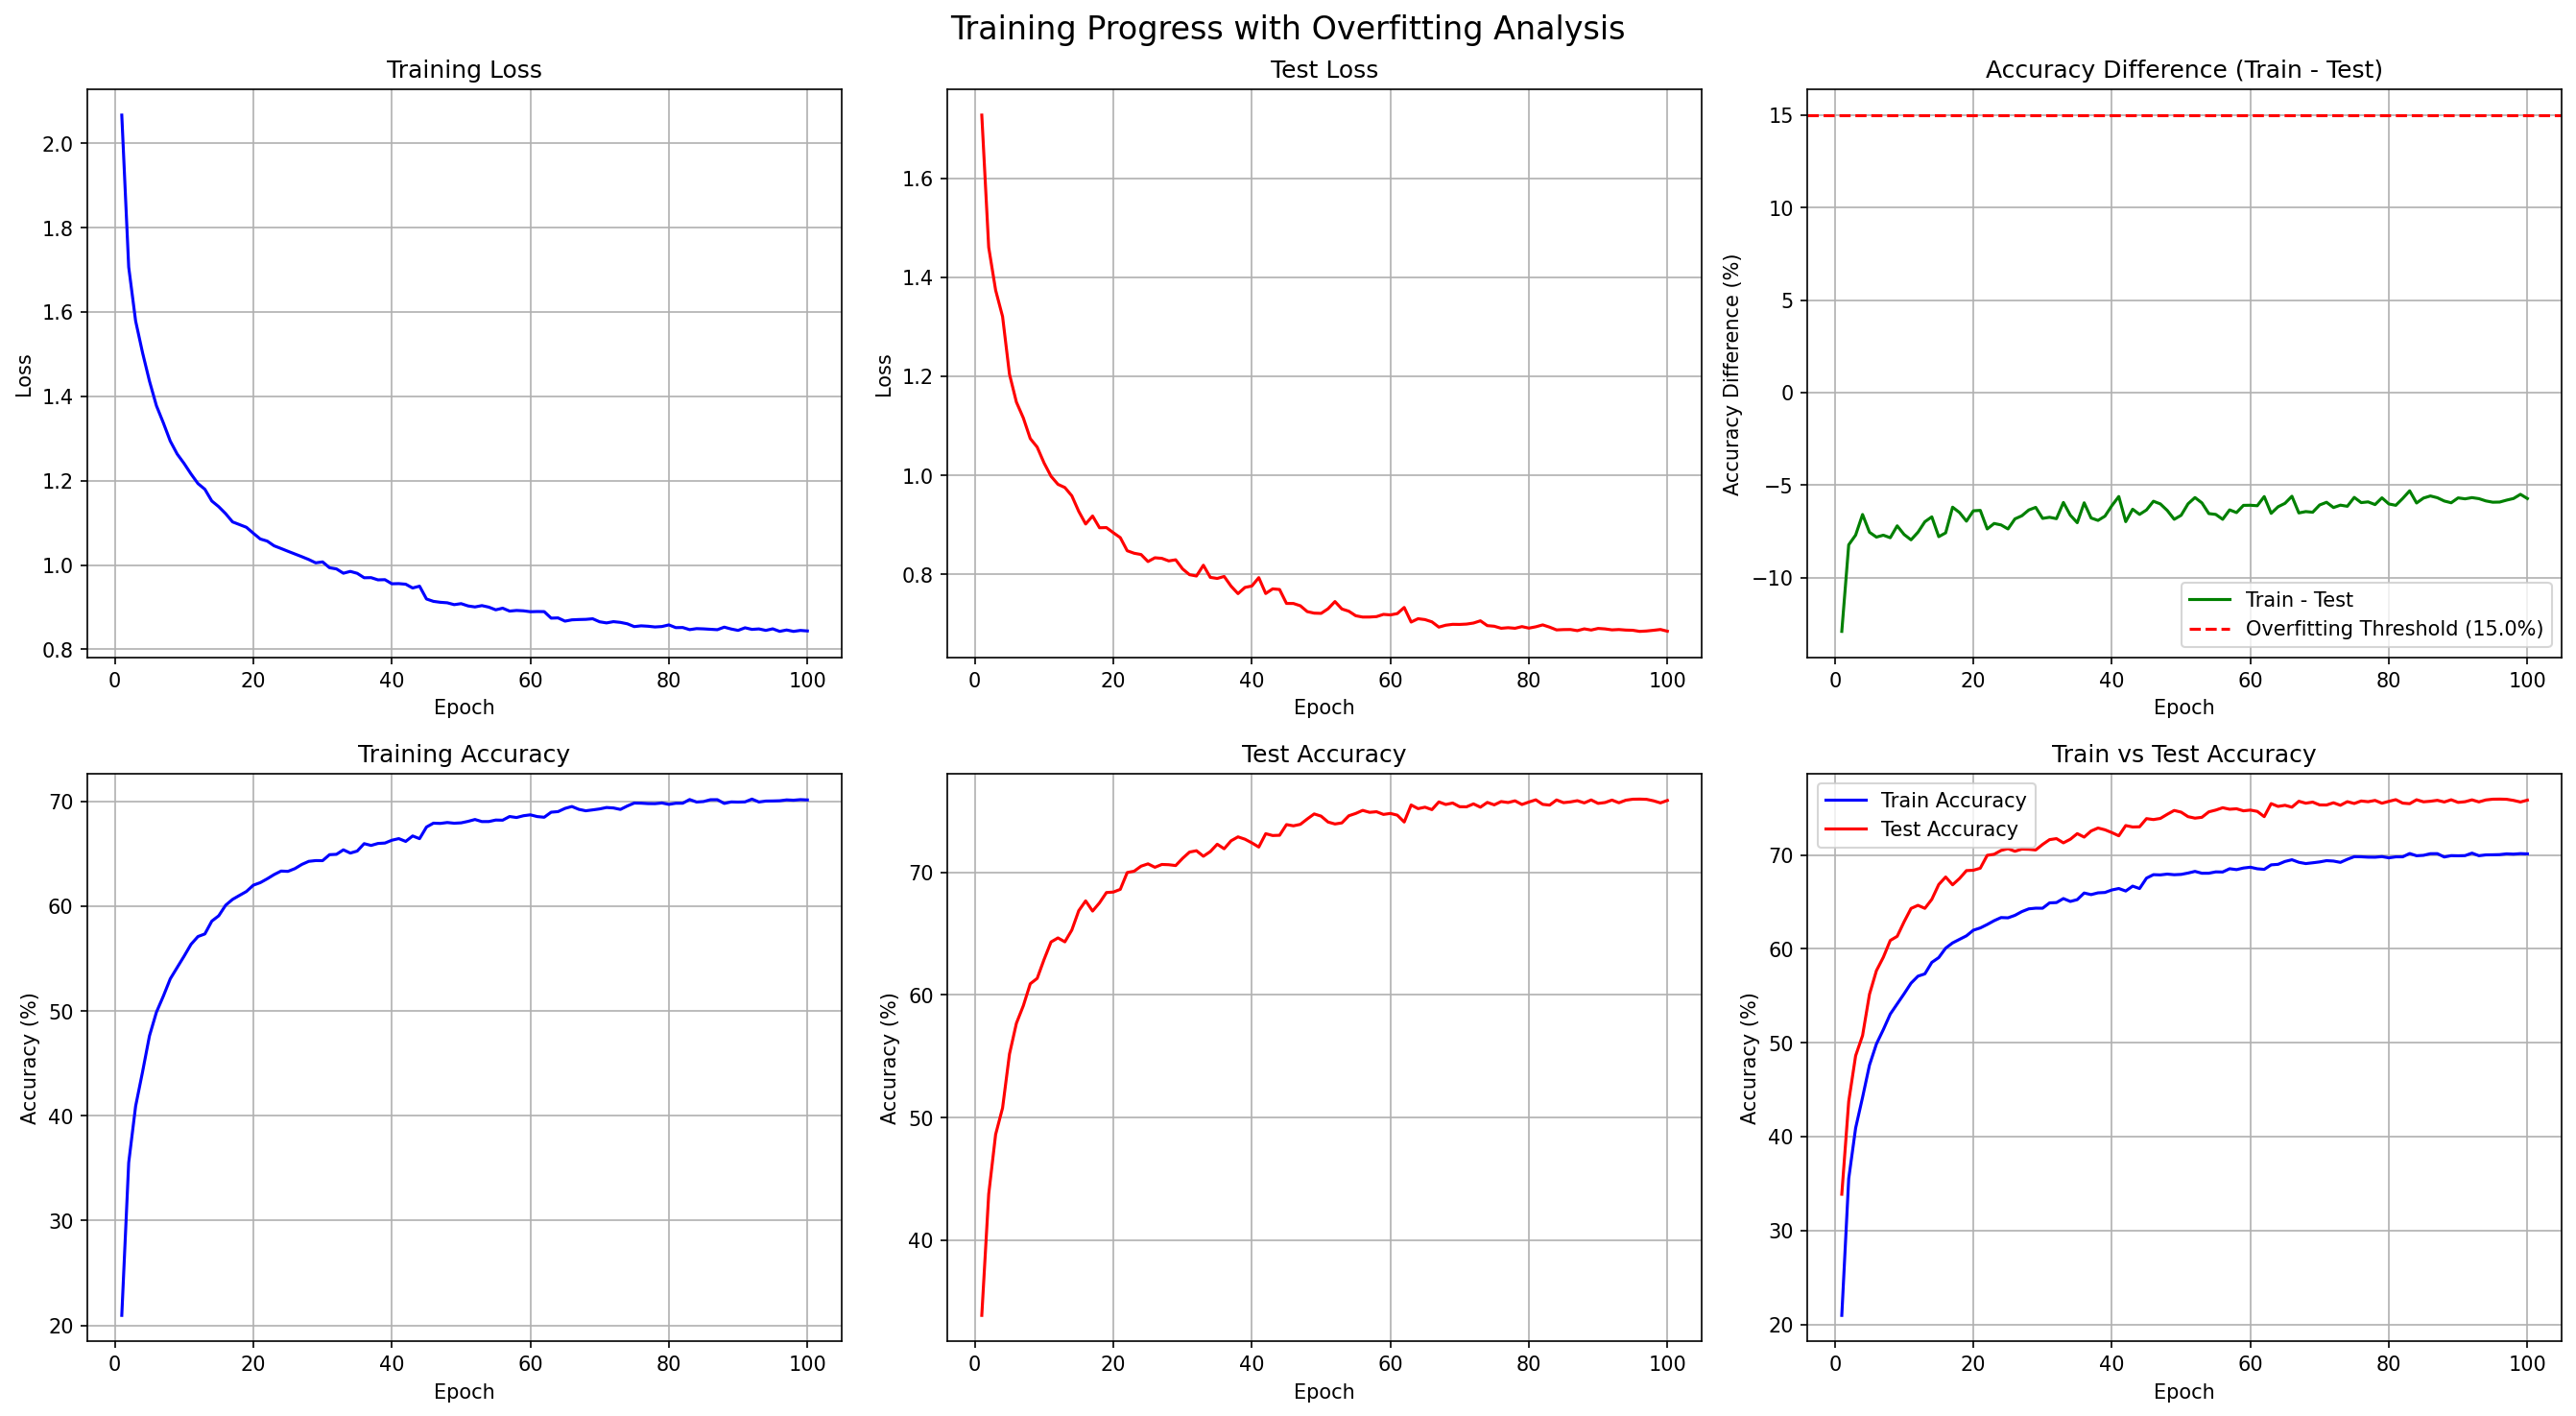 Training Progress with Overfitting Analysis
Training Loss
2.0
1.8
1.6
1.4
1.2
1.0
0.8
Loss
0 20 40 60 80 100
Epoch
Test Loss
1.6
1.4
1.2
1.0
0.8
Loss
0 20 40 60 80 100
Epoch
Accuracy Difference (Train - Test)
15
10
5
0
−5
−10
Accuracy Difference (%)
Train - Test
Overfitting Threshold (15.0%)
0 20 40 60 80 100
Epoch
Training Accuracy
70
60
50
40
30
20
Accuracy (%)
0 20 40 60 80 100
Epoch
Test Accuracy
70
60
50
40
Accuracy (%)
0 20 40 60 80 100
Epoch
Train vs Test Accuracy
Train Accuracy
Test Accuracy
70
60
50
40
30
20
Accuracy (%)
0 20 40 60 80 100
Epoch